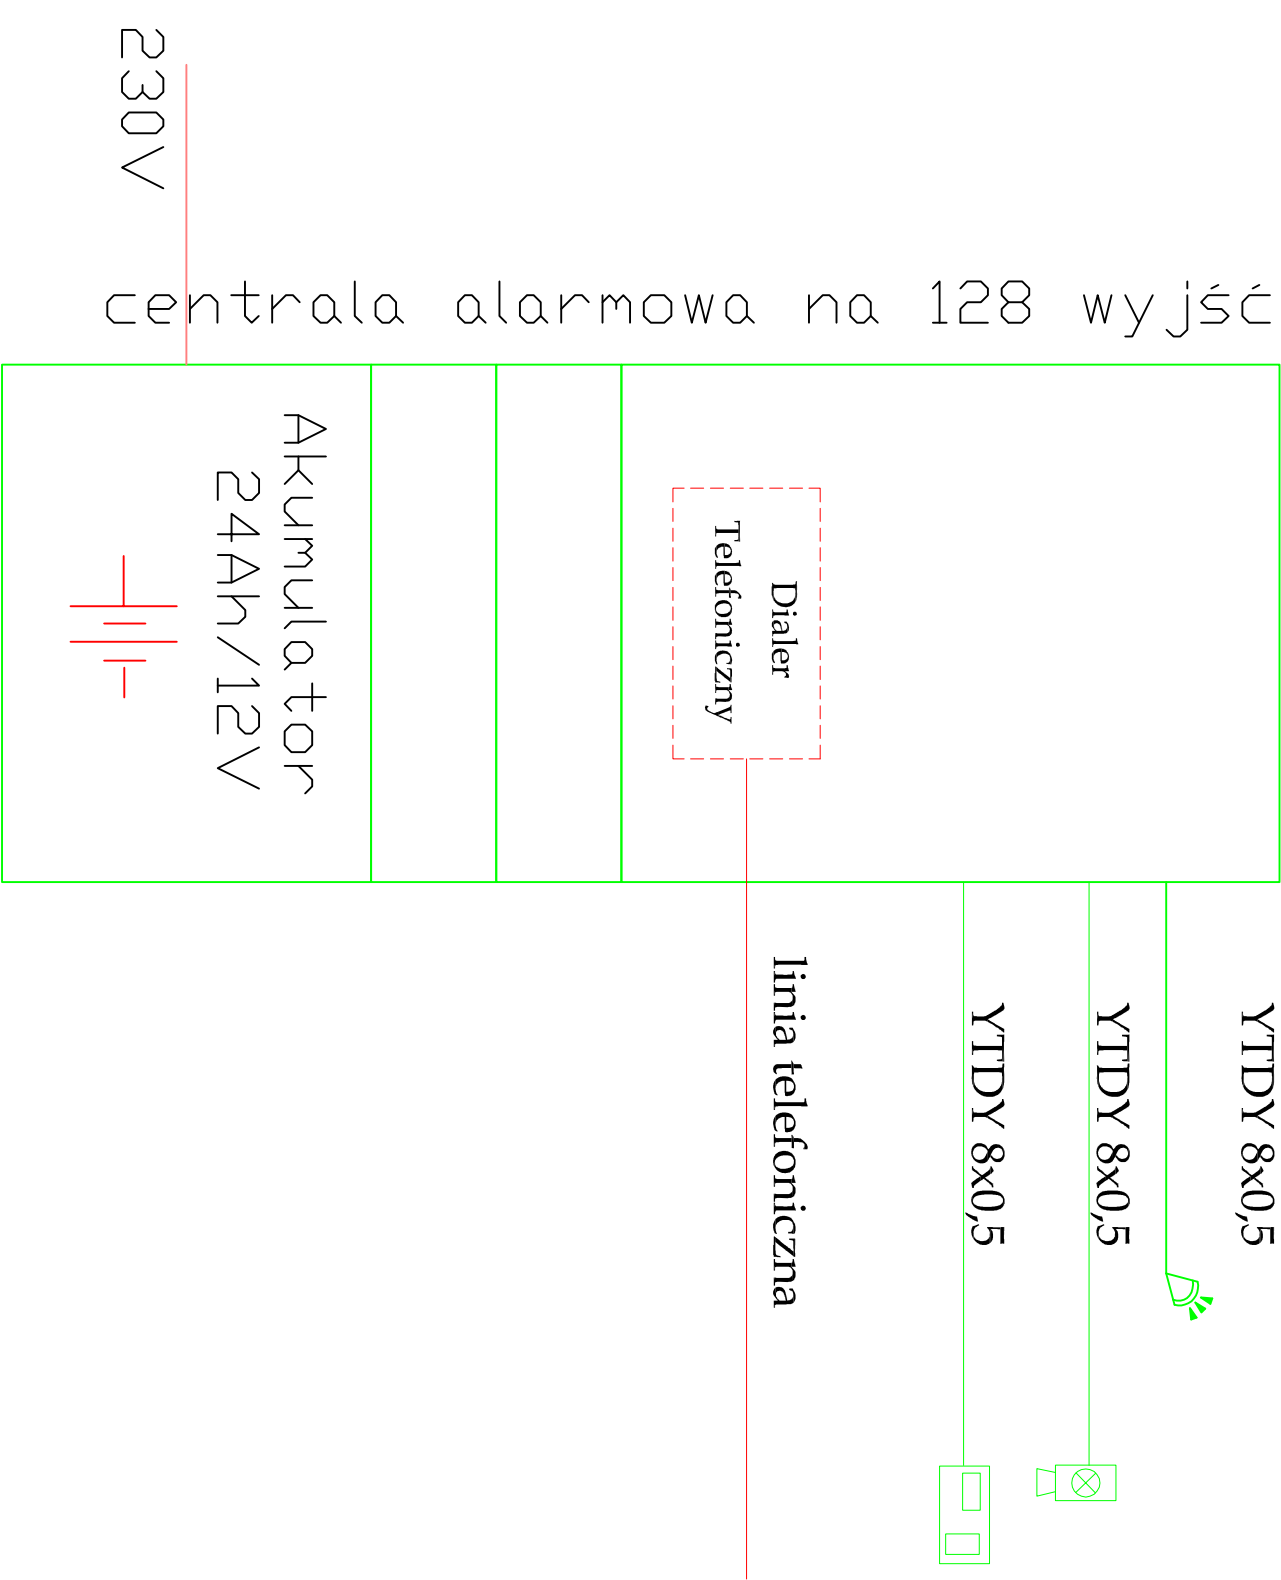 centrala alarmowa na 128 wyjść
230V
Akumulator
24Ah/12V
Dialer
Telefoniczny
YTDY 8x0,5
YTDY 8x0,5
YTDY 8x0,5
linia telefoniczna